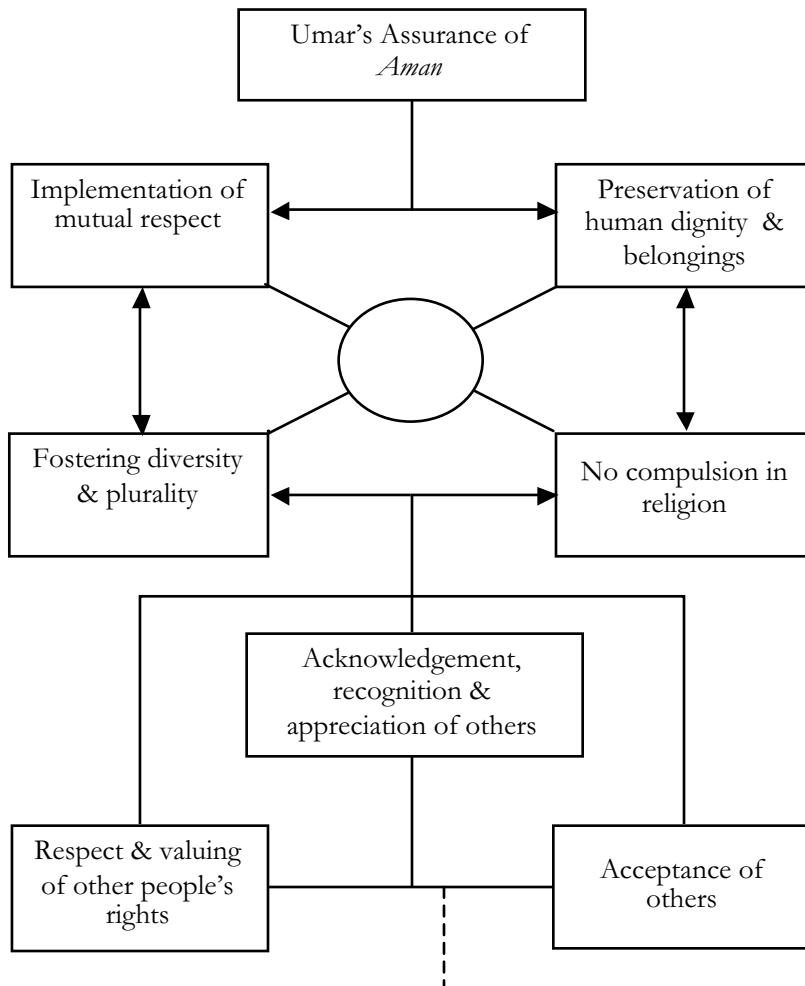 Umar’s Assurance of
Aman
Implementation of
mutual respect
Preservation of
human dignity &
belongings
Fostering diversity
& plurality
No compulsion in
religion
Acknowledgement,
recognition &
appreciation of others
Respect & valuing
of other people’s
rights
Acceptance of
others